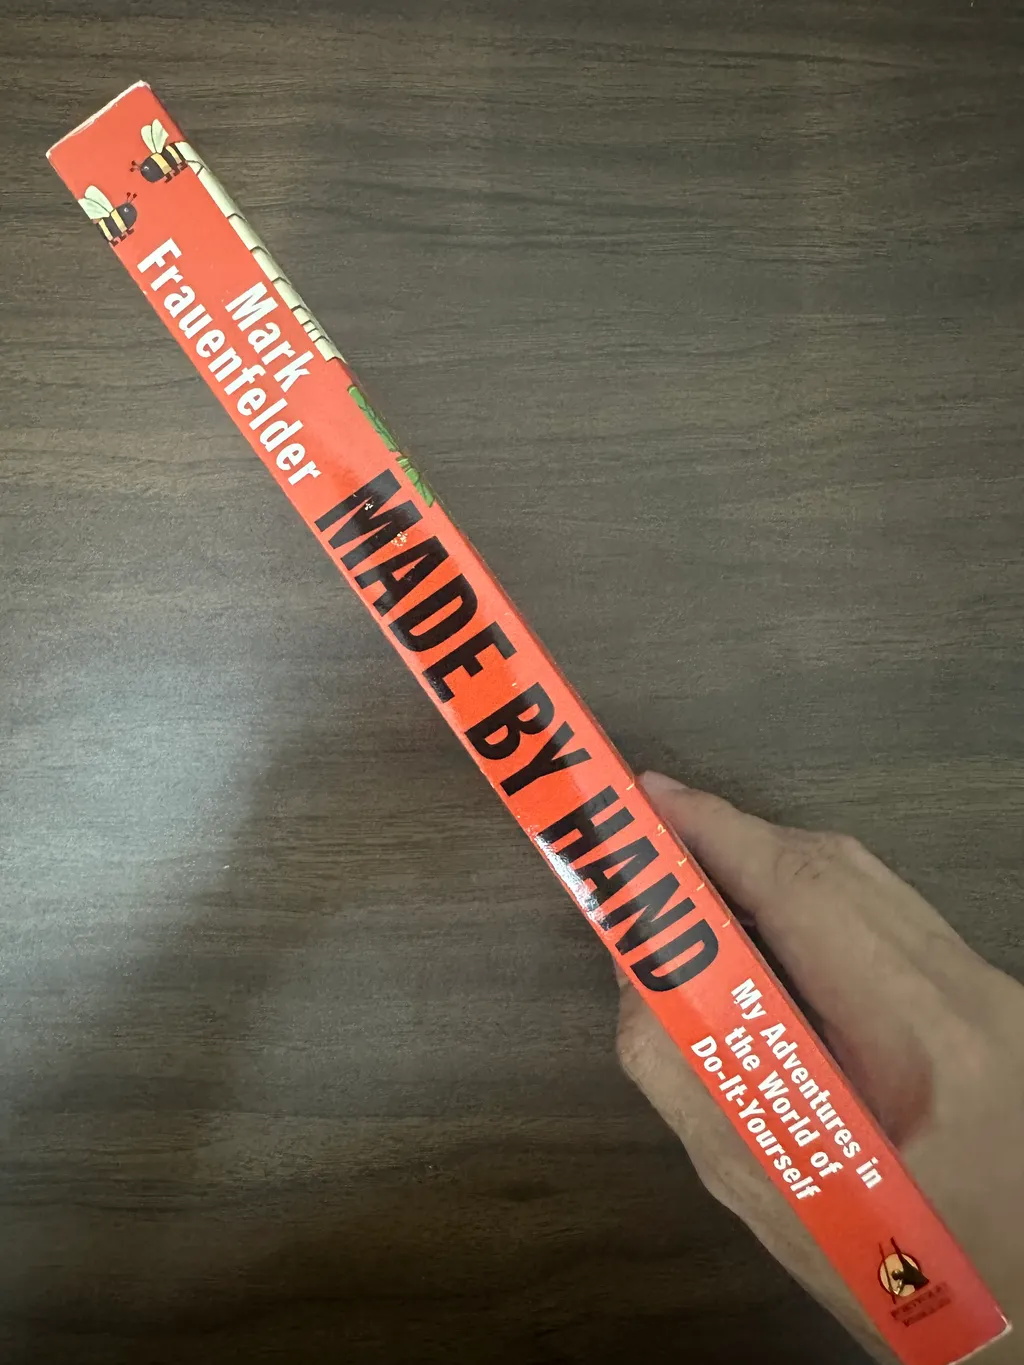 Mark
Frauenfelder
MADE BY HAND
My Adventures in
the World of
Do-It-Yourself